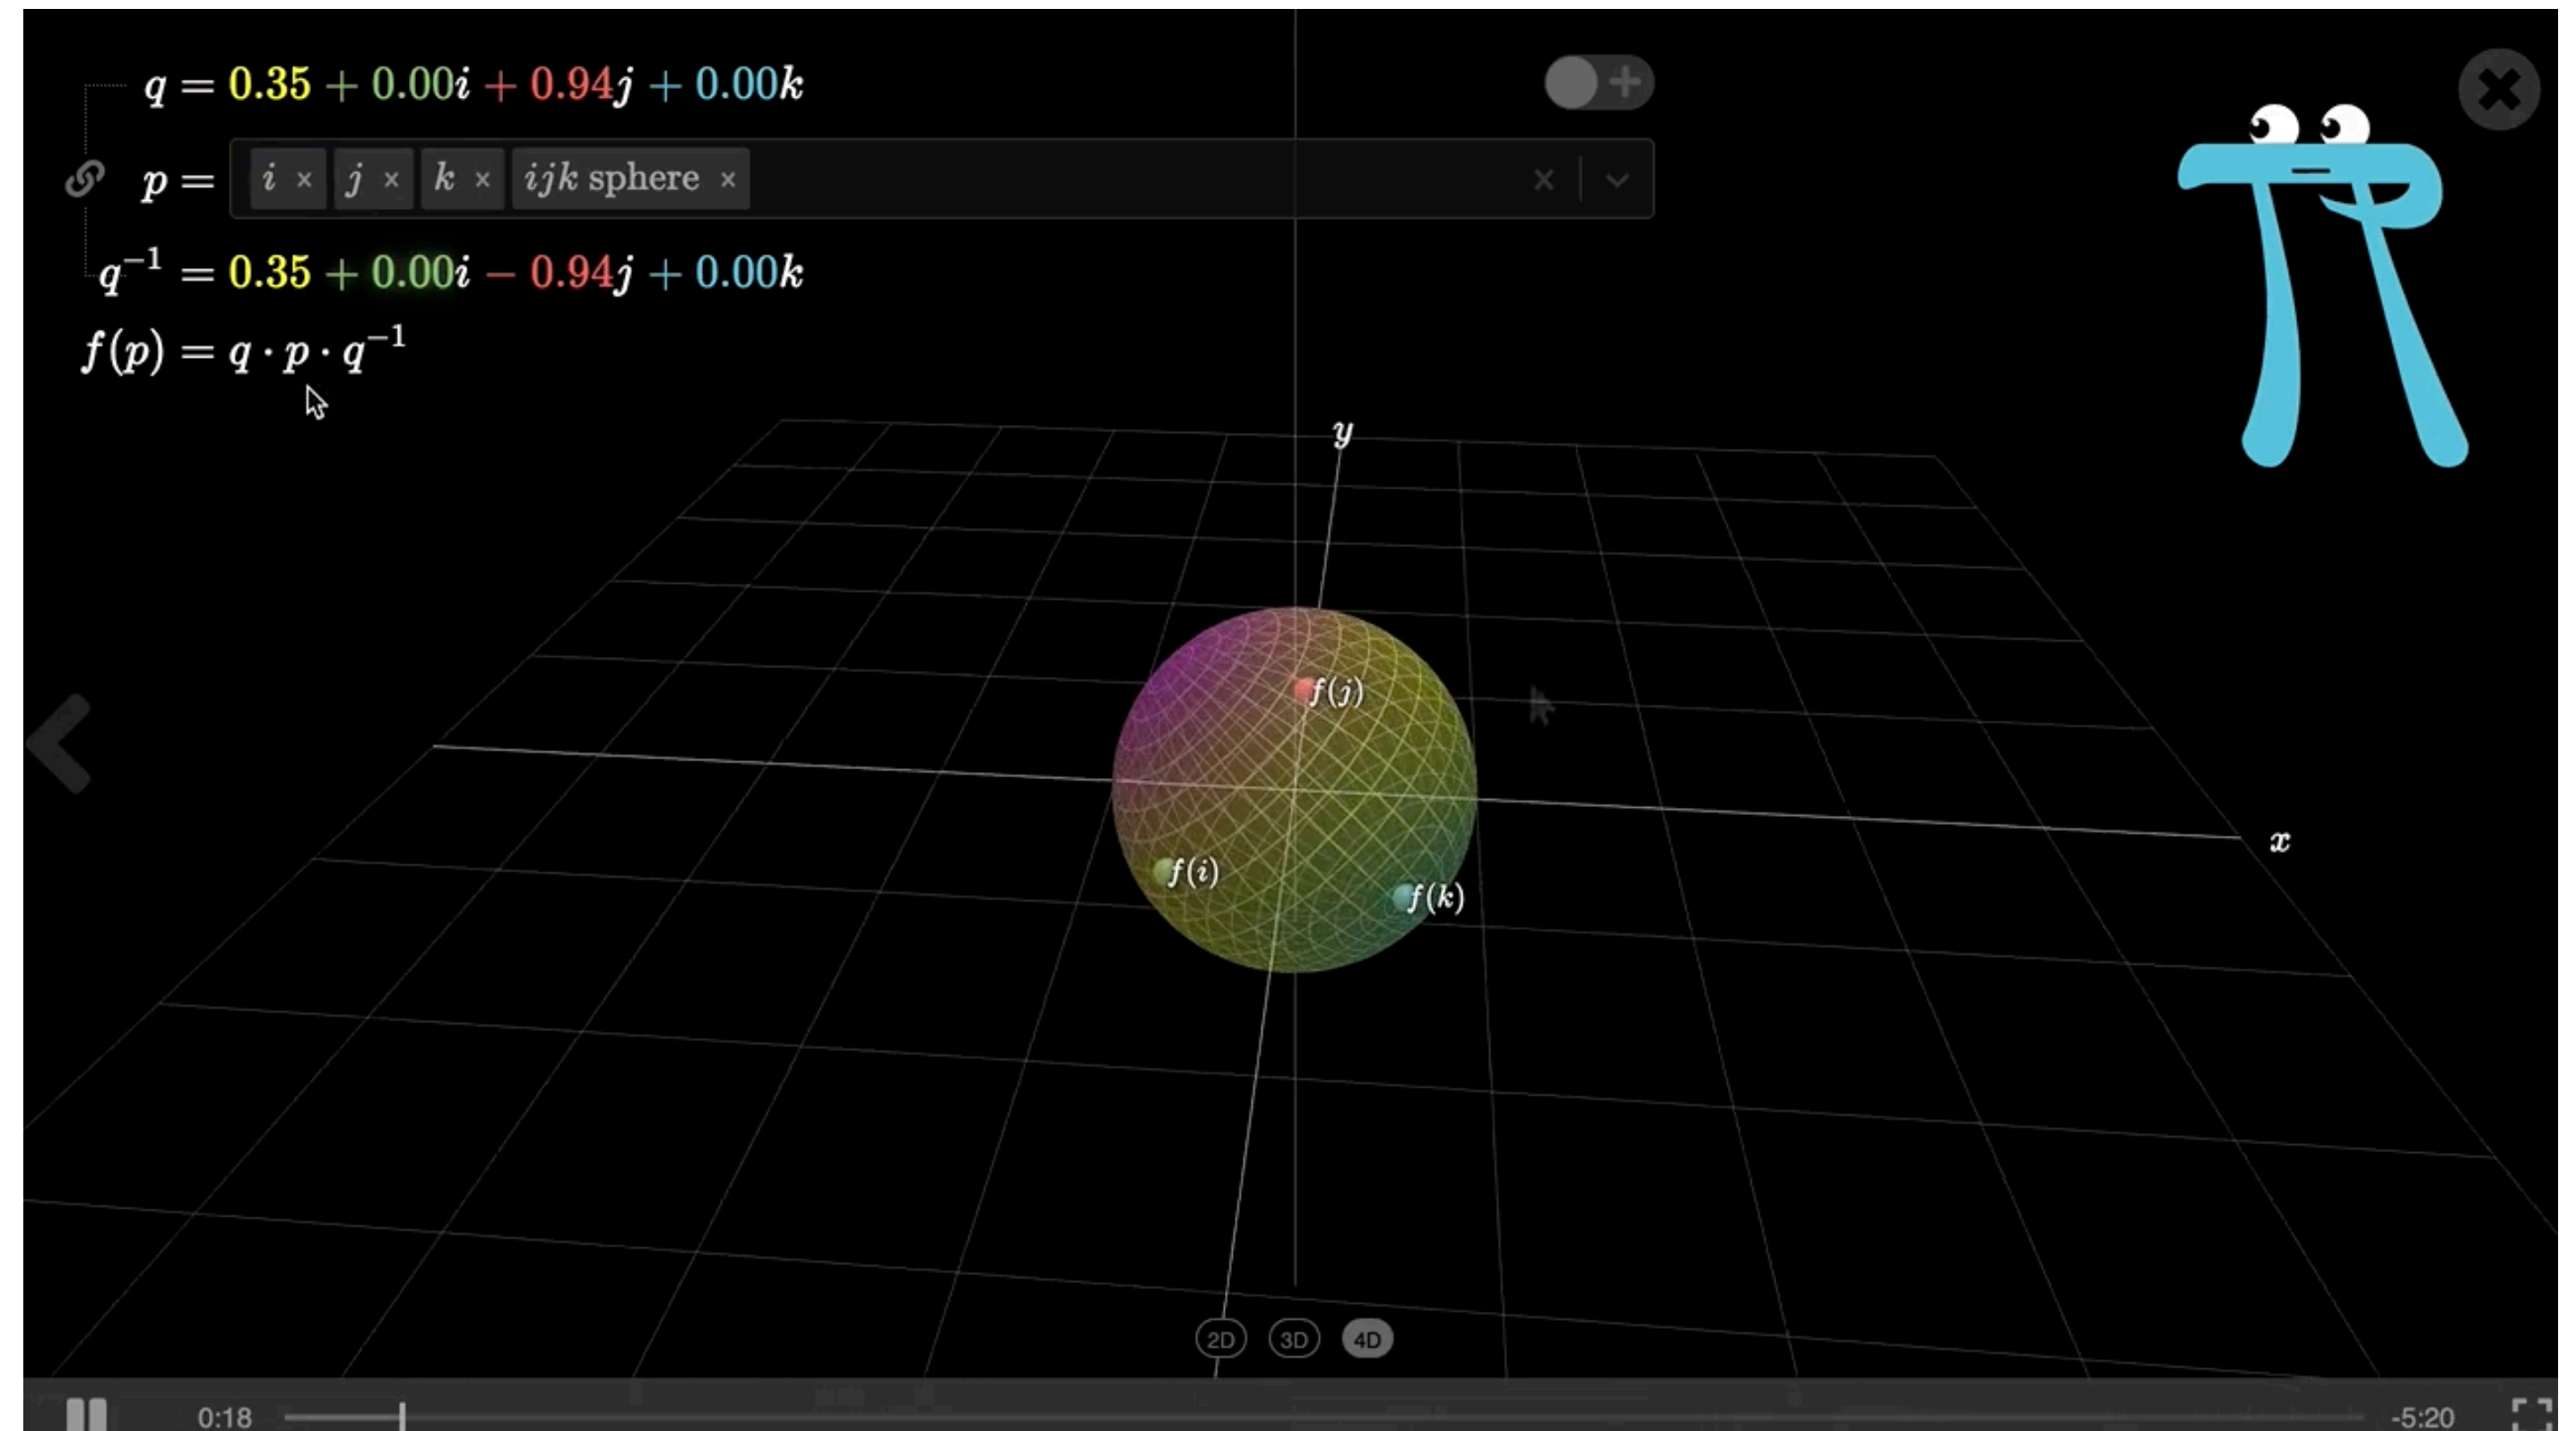 q = 0.35 + 0.00i + 0.94j + 0.00k
p = i × j × k × ijk sphere ×
q⁻¹ = 0.35 + 0.00i − 0.94j + 0.00k
f(p) = q · p · q⁻¹
y
f(j)
x
f(i)
f(k)
2D 3D 4D
0:18 -5:20